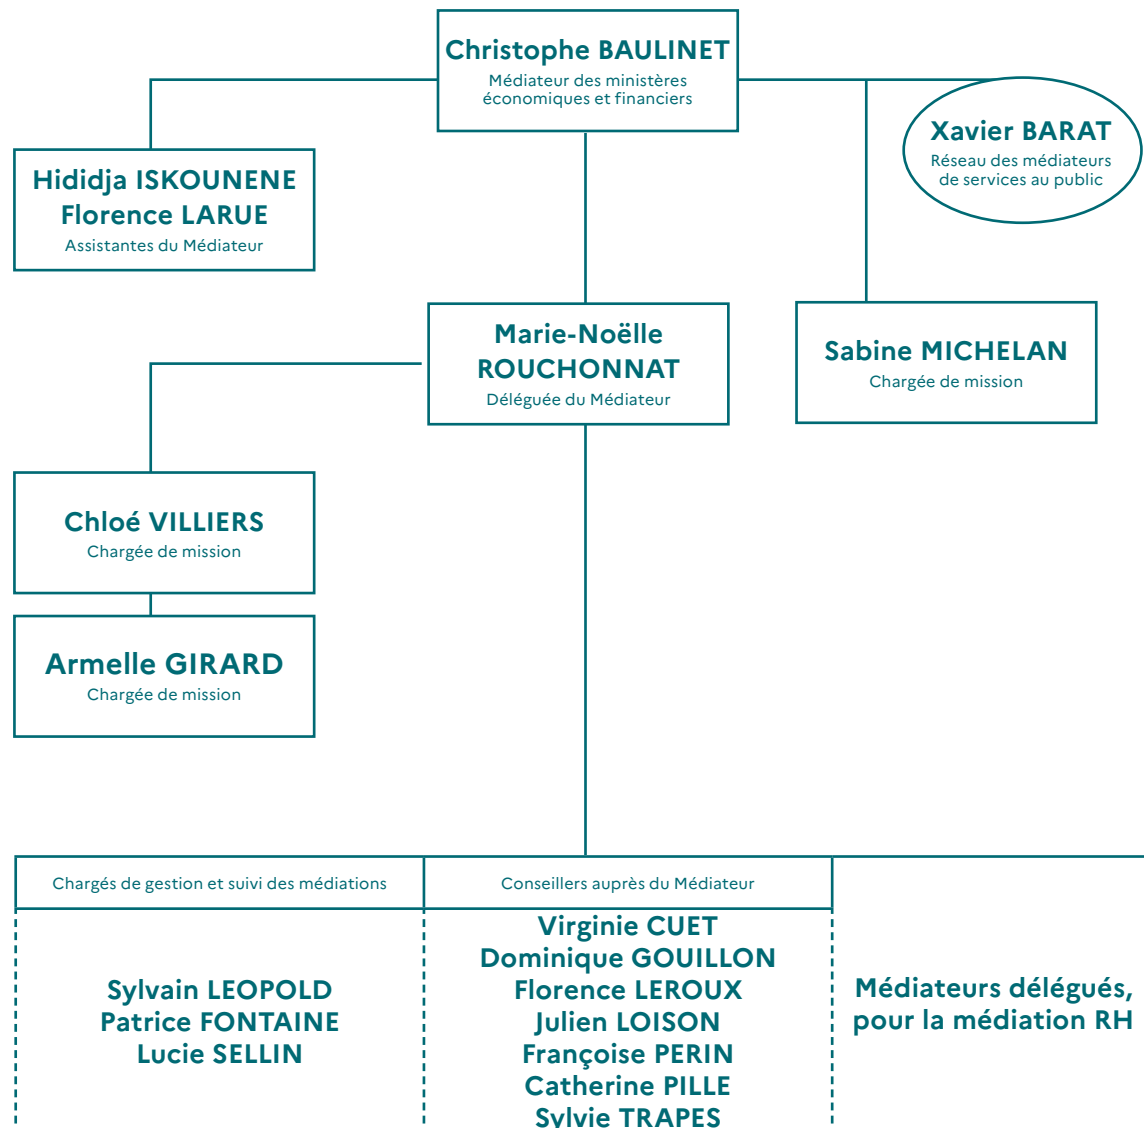 Christophe BAULINET
Médiateur des ministères
économiques et financiers
Xavier BARAT
Réseau des médiateurs
de services au public
Hididja ISKOUNENE
Florence LARUE
Assistantes du Médiateur
Marie-Noëlle
ROUCHONNAT
Déléguée du Médiateur
Sabine MICHELAN
Chargée de mission
Chloé VILLIERS
Chargée de mission
Armelle GIRARD
Chargée de mission
Chargés de gestion et suivi des médiations
Sylvain LEOPOLD
Patrice FONTAINE
Lucie SELLIN
Conseillers auprès du Médiateur
Virginie CUET
Dominique GOUILLON
Florence LEROUX
Julien LOISON
Françoise PERIN
Catherine PILLE
Sylvie TRAPES
Médiateurs délégués,
pour la médiation RH